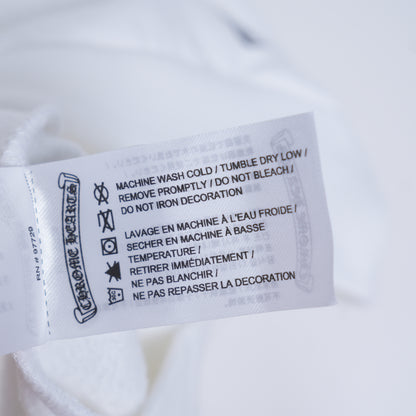 MACHINE WASH COLD / TUMBLE DRY LOW /
REMOVE PROMPTLY / DO NOT BLEACH /
DO NOT IRON DECORATION
LAVAGE EN MACHINE À L'EAU FROIDE /
SECHER EN MACHINE À BASSE
TEMPERATURE /
RETIRER IMMÉDIATEMENT /
NE PAS BLANCHIR /
NE PAS REPASSER LA DECORATION
CHROME HEARTS
RN # 97729